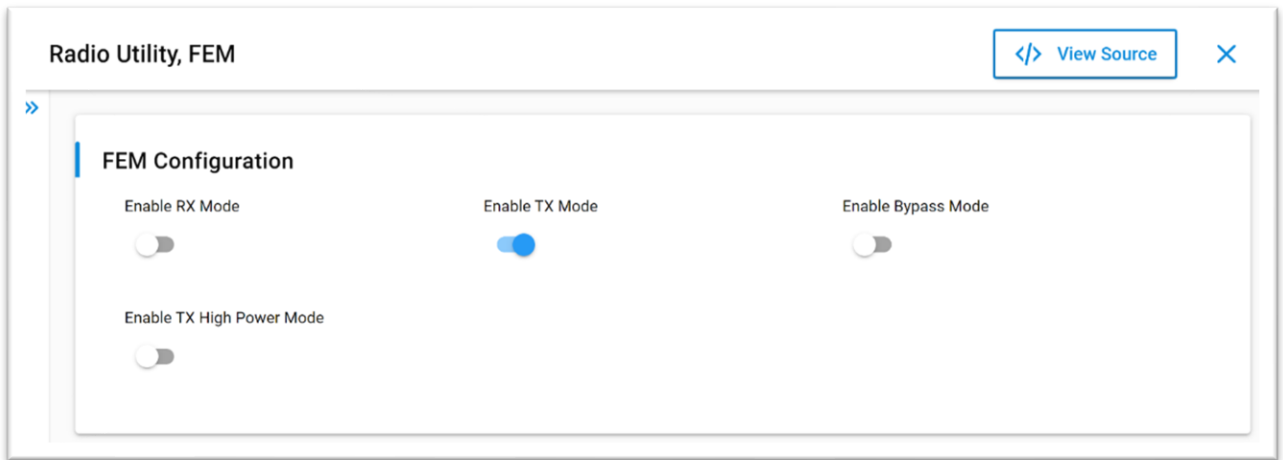 Radio Utility, FEM
</> View Source
FEM Configuration
Enable RX Mode
Enable TX Mode
Enable Bypass Mode
Enable TX High Power Mode